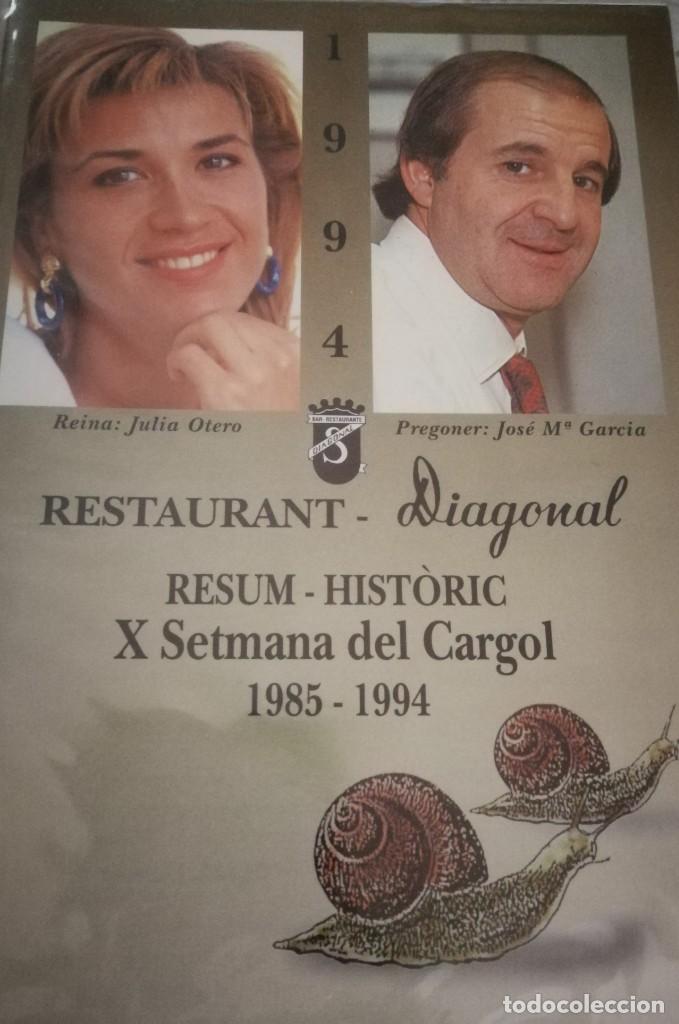 1
9
9
4
Reina: Julia Otero
Pregoner: José Mª Garcia
BAR-RESTAURANTE
DIAGONAL
S
RESTAURANT - Diagonal
RESUM - HISTÒRIC
X Setmana del Cargol
1985 - 1994
todocoleccion